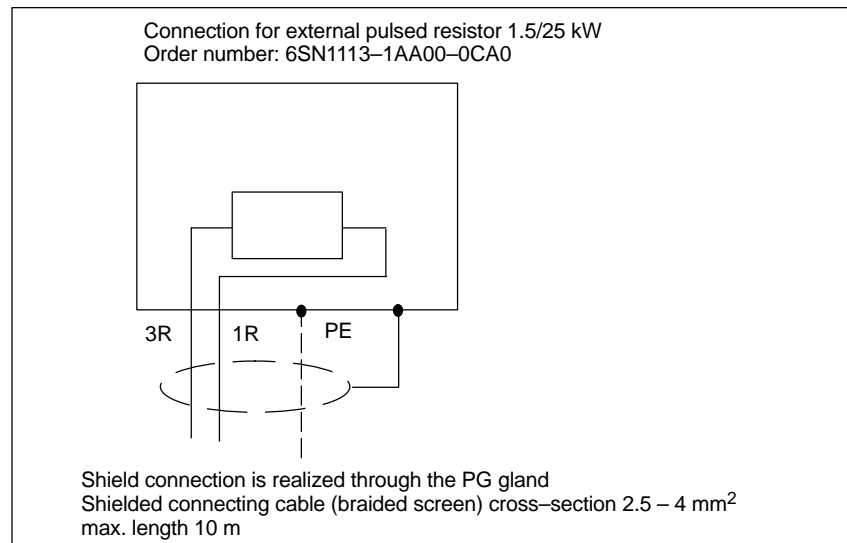 Connection for external pulsed resistor 1.5/25 kW
Order number: 6SN1113–1AA00–0CA0
3R 1R PE
Shield connection is realized through the PG gland
Shielded connecting cable (braided screen) cross–section 2.5 – 4 mm²
max. length 10 m